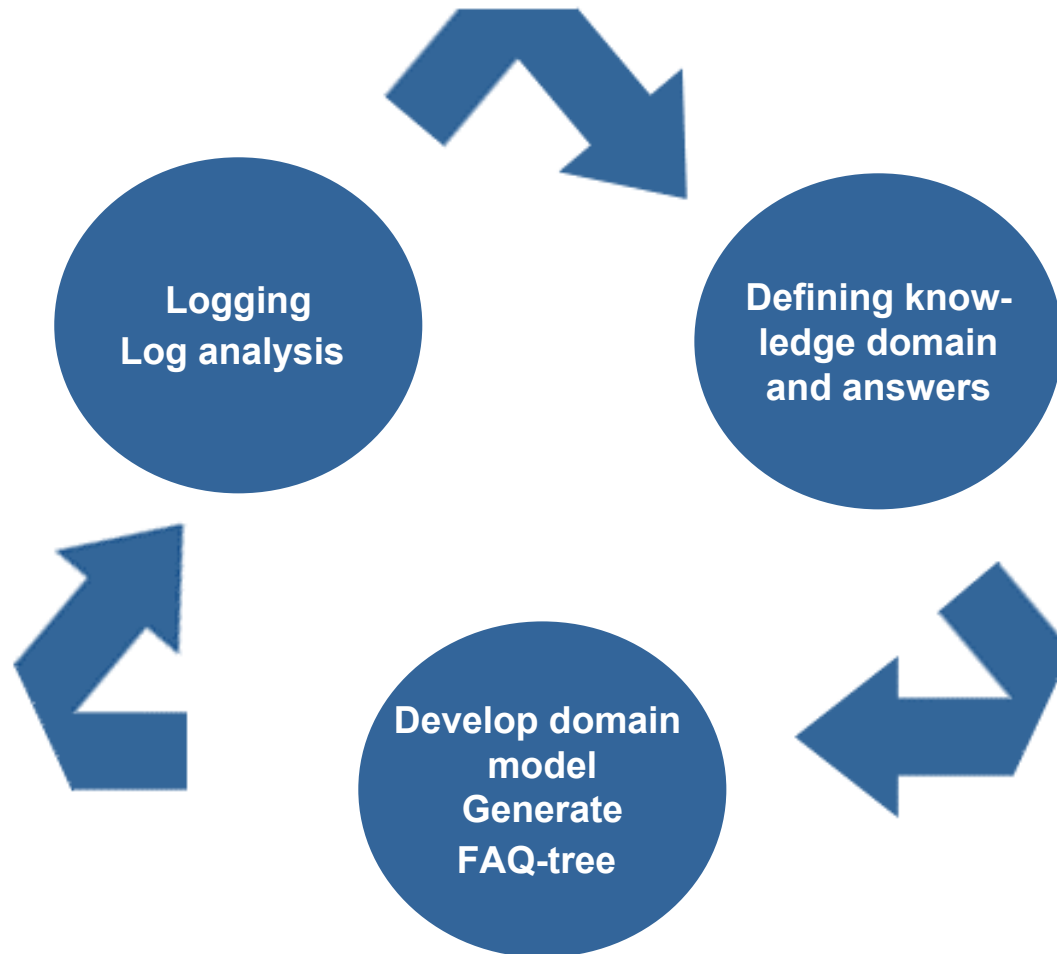 Logging
Log analysis
Defining know-
ledge domain
and answers
Develop domain
model
Generate
FAQ-tree